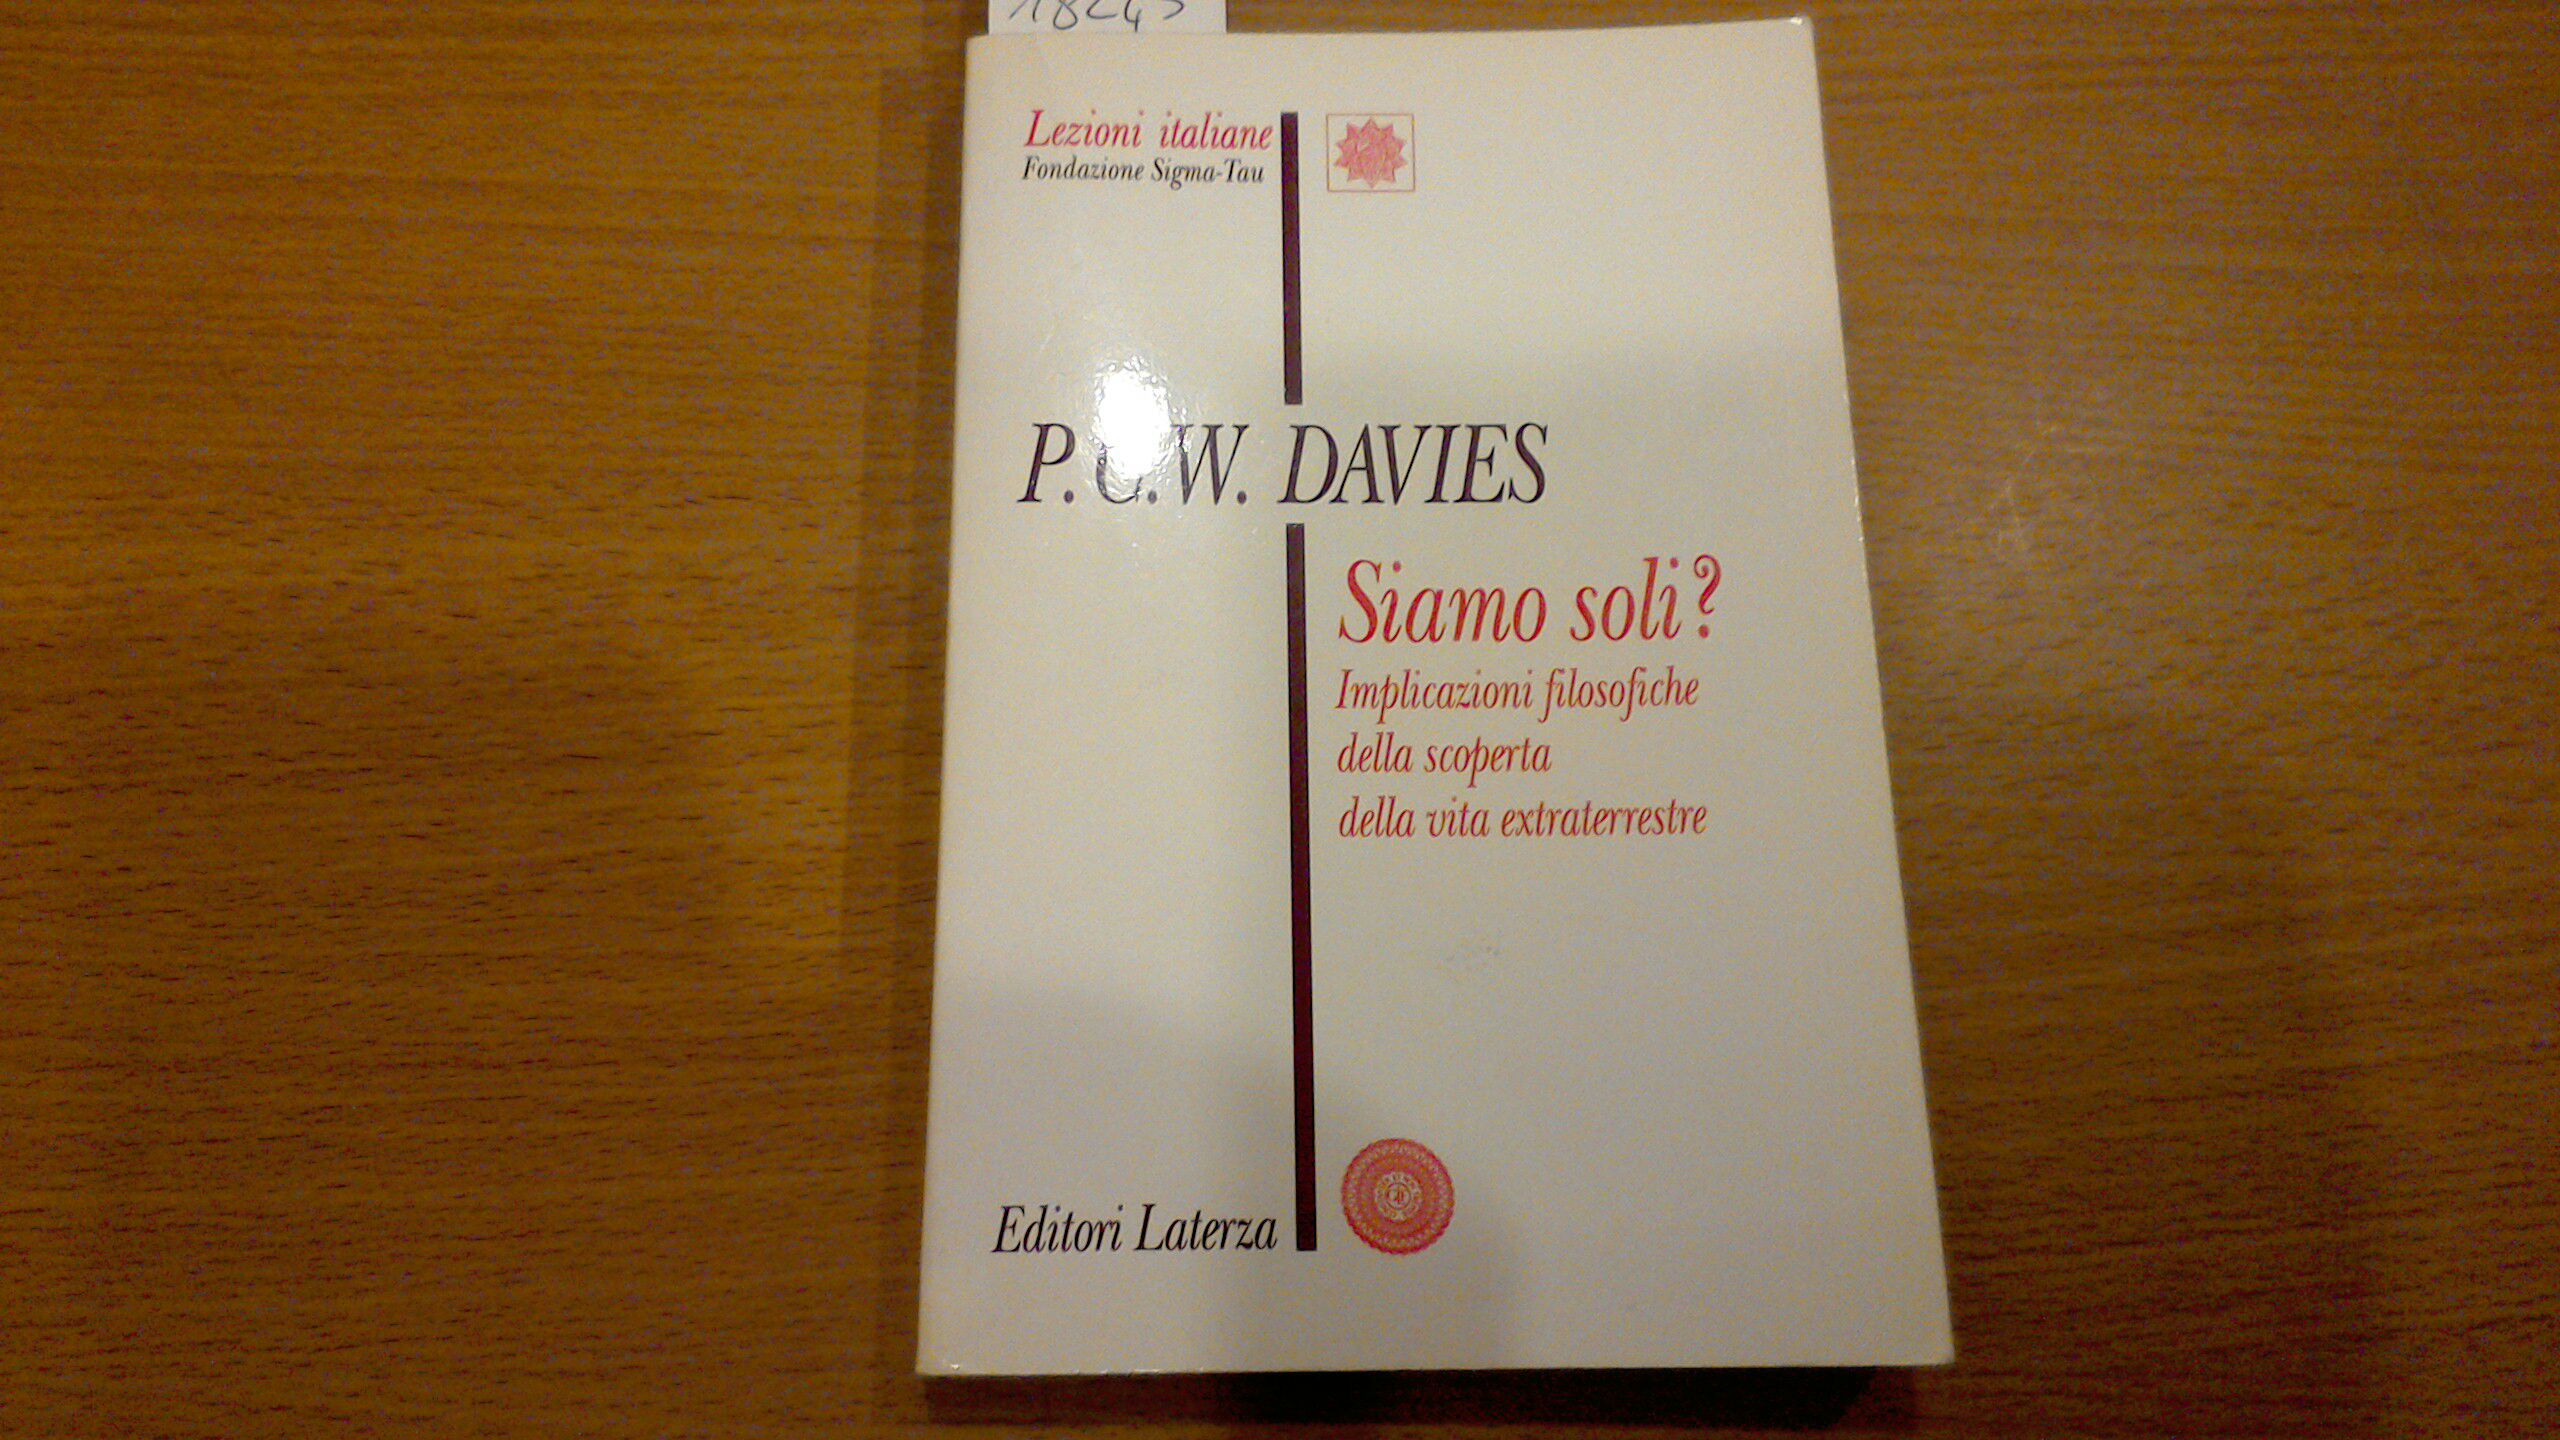 Lezioni italiane
Fondazione Sigma-Tau
P.C.W. DAVIES
Siamo soli?
Implicazioni filosofiche
della scoperta
della vita extraterrestre
Editori Laterza